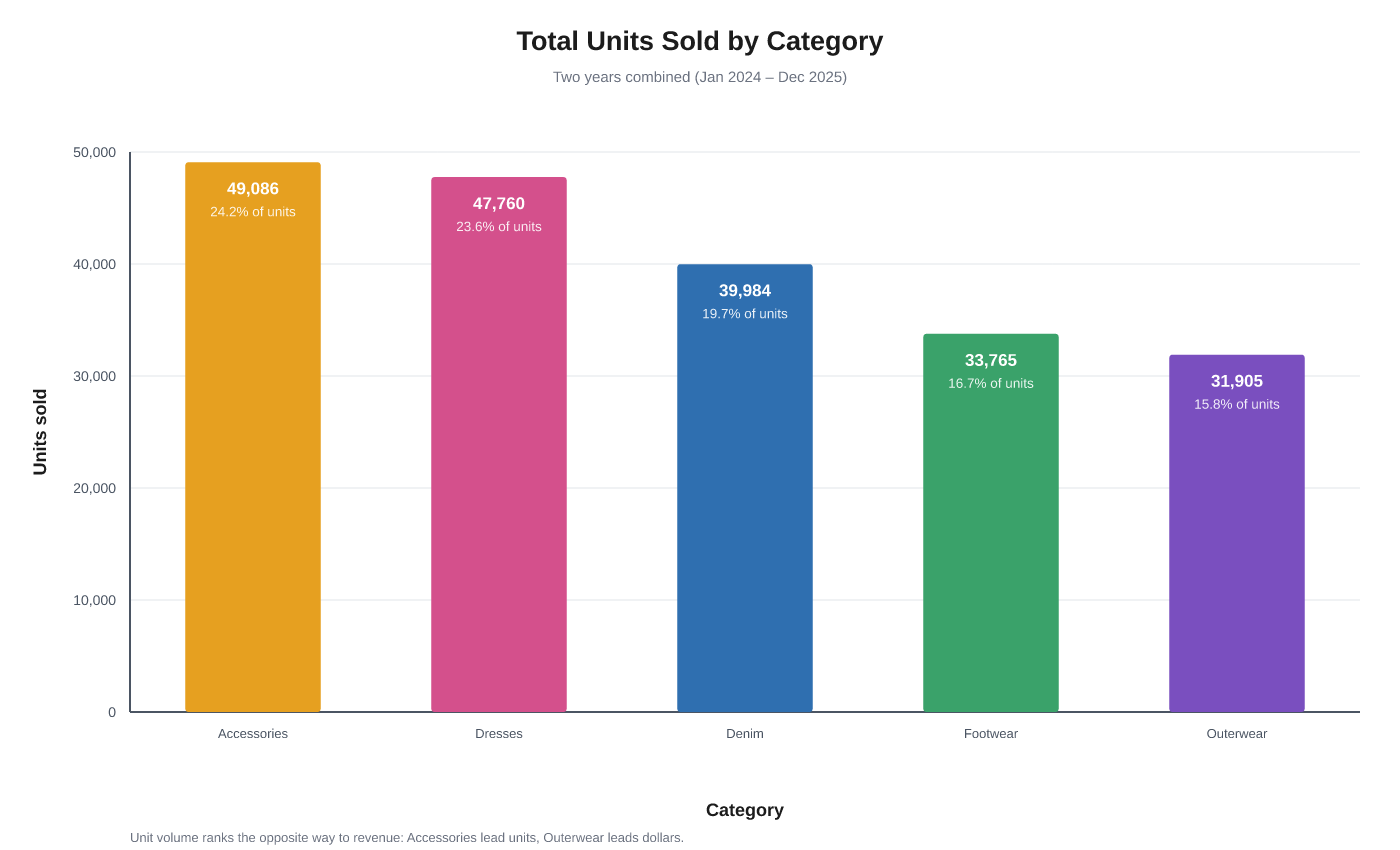 Total Units Sold by Category
Two years combined (Jan 2024 – Dec 2025)
Units sold
50,000
40,000
30,000
20,000
10,000
0
49,086
24.2% of units
47,760
23.6% of units
39,984
19.7% of units
33,765
16.7% of units
31,905
15.8% of units
Accessories
Dresses
Denim
Footwear
Outerwear
Category
Unit volume ranks the opposite way to revenue: Accessories lead units, Outerwear leads dollars.